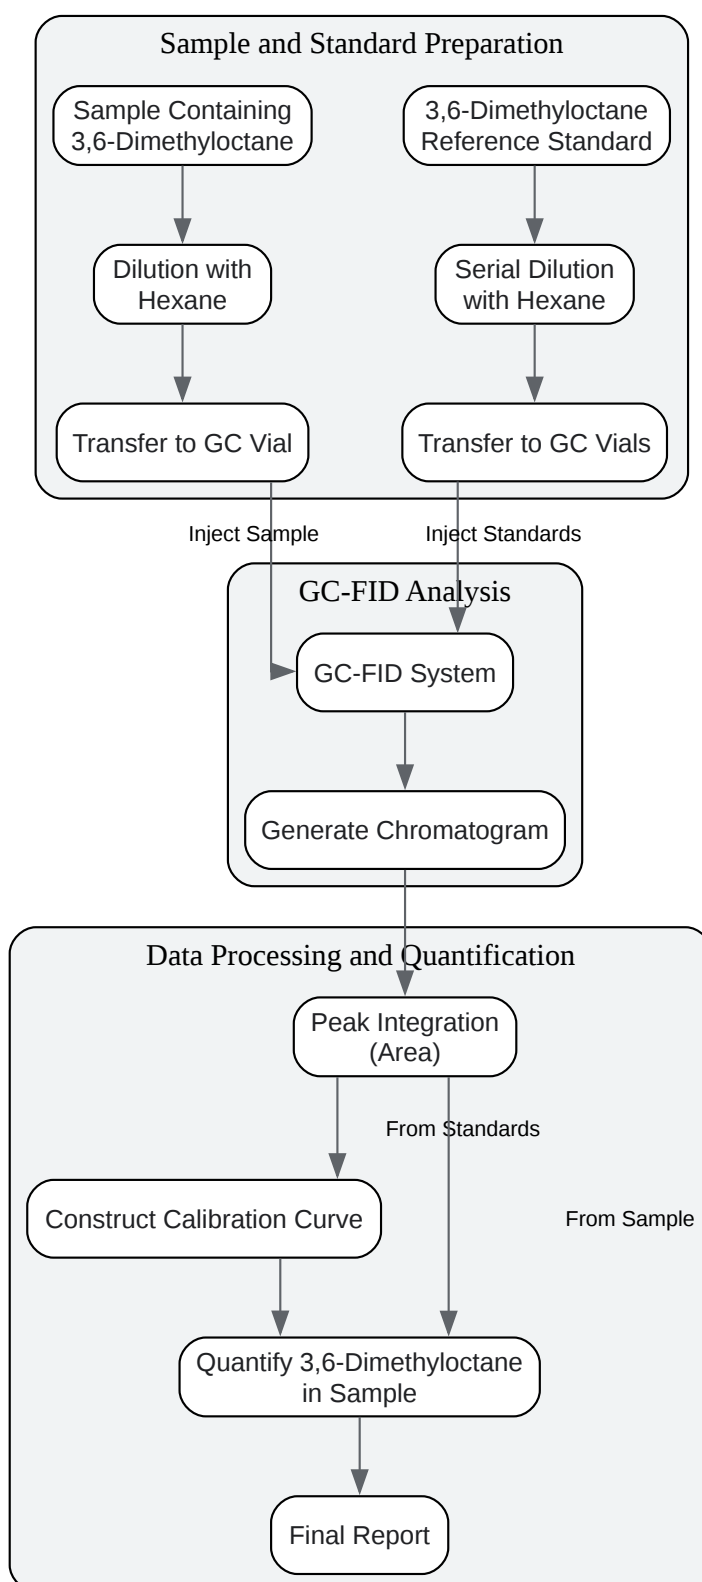 Sample and Standard Preparation
Sample Containing
3,6-Dimethyloctane
3,6-Dimethyloctane
Reference Standard
Dilution with
Hexane
Serial Dilution
with Hexane
Transfer to GC Vial
Transfer to GC Vials
Inject Sample
Inject Standards
GC-FID Analysis
GC-FID System
Generate Chromatogram
Data Processing and Quantification
Peak Integration
(Area)
From Standards
Construct Calibration Curve
From Sample
Quantify 3,6-Dimethyloctane
in Sample
Final Report